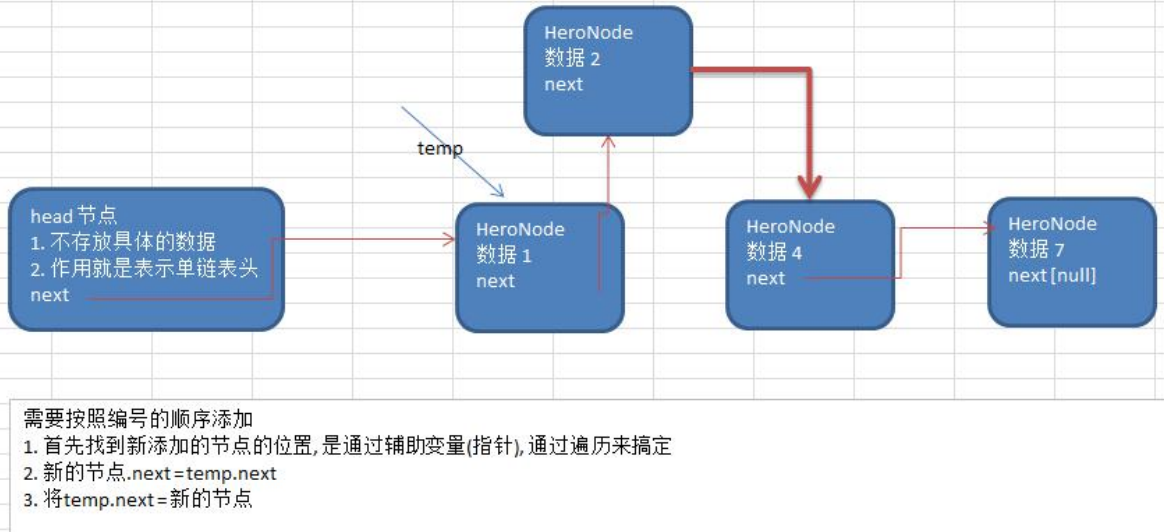 HeroNode
数据 2
next
temp
head 节点
1. 不存放具体的数据
2. 作用就是表示单链表头
next
HeroNode
数据 1
next
HeroNode
数据 4
next
HeroNode
数据 7
next [null]
需要按照编号的顺序添加
1. 首先找到新添加的节点的位置, 是通过辅助变量(指针), 通过遍历来搞定
2. 新的节点.next=temp.next
3. 将temp.next=新的节点